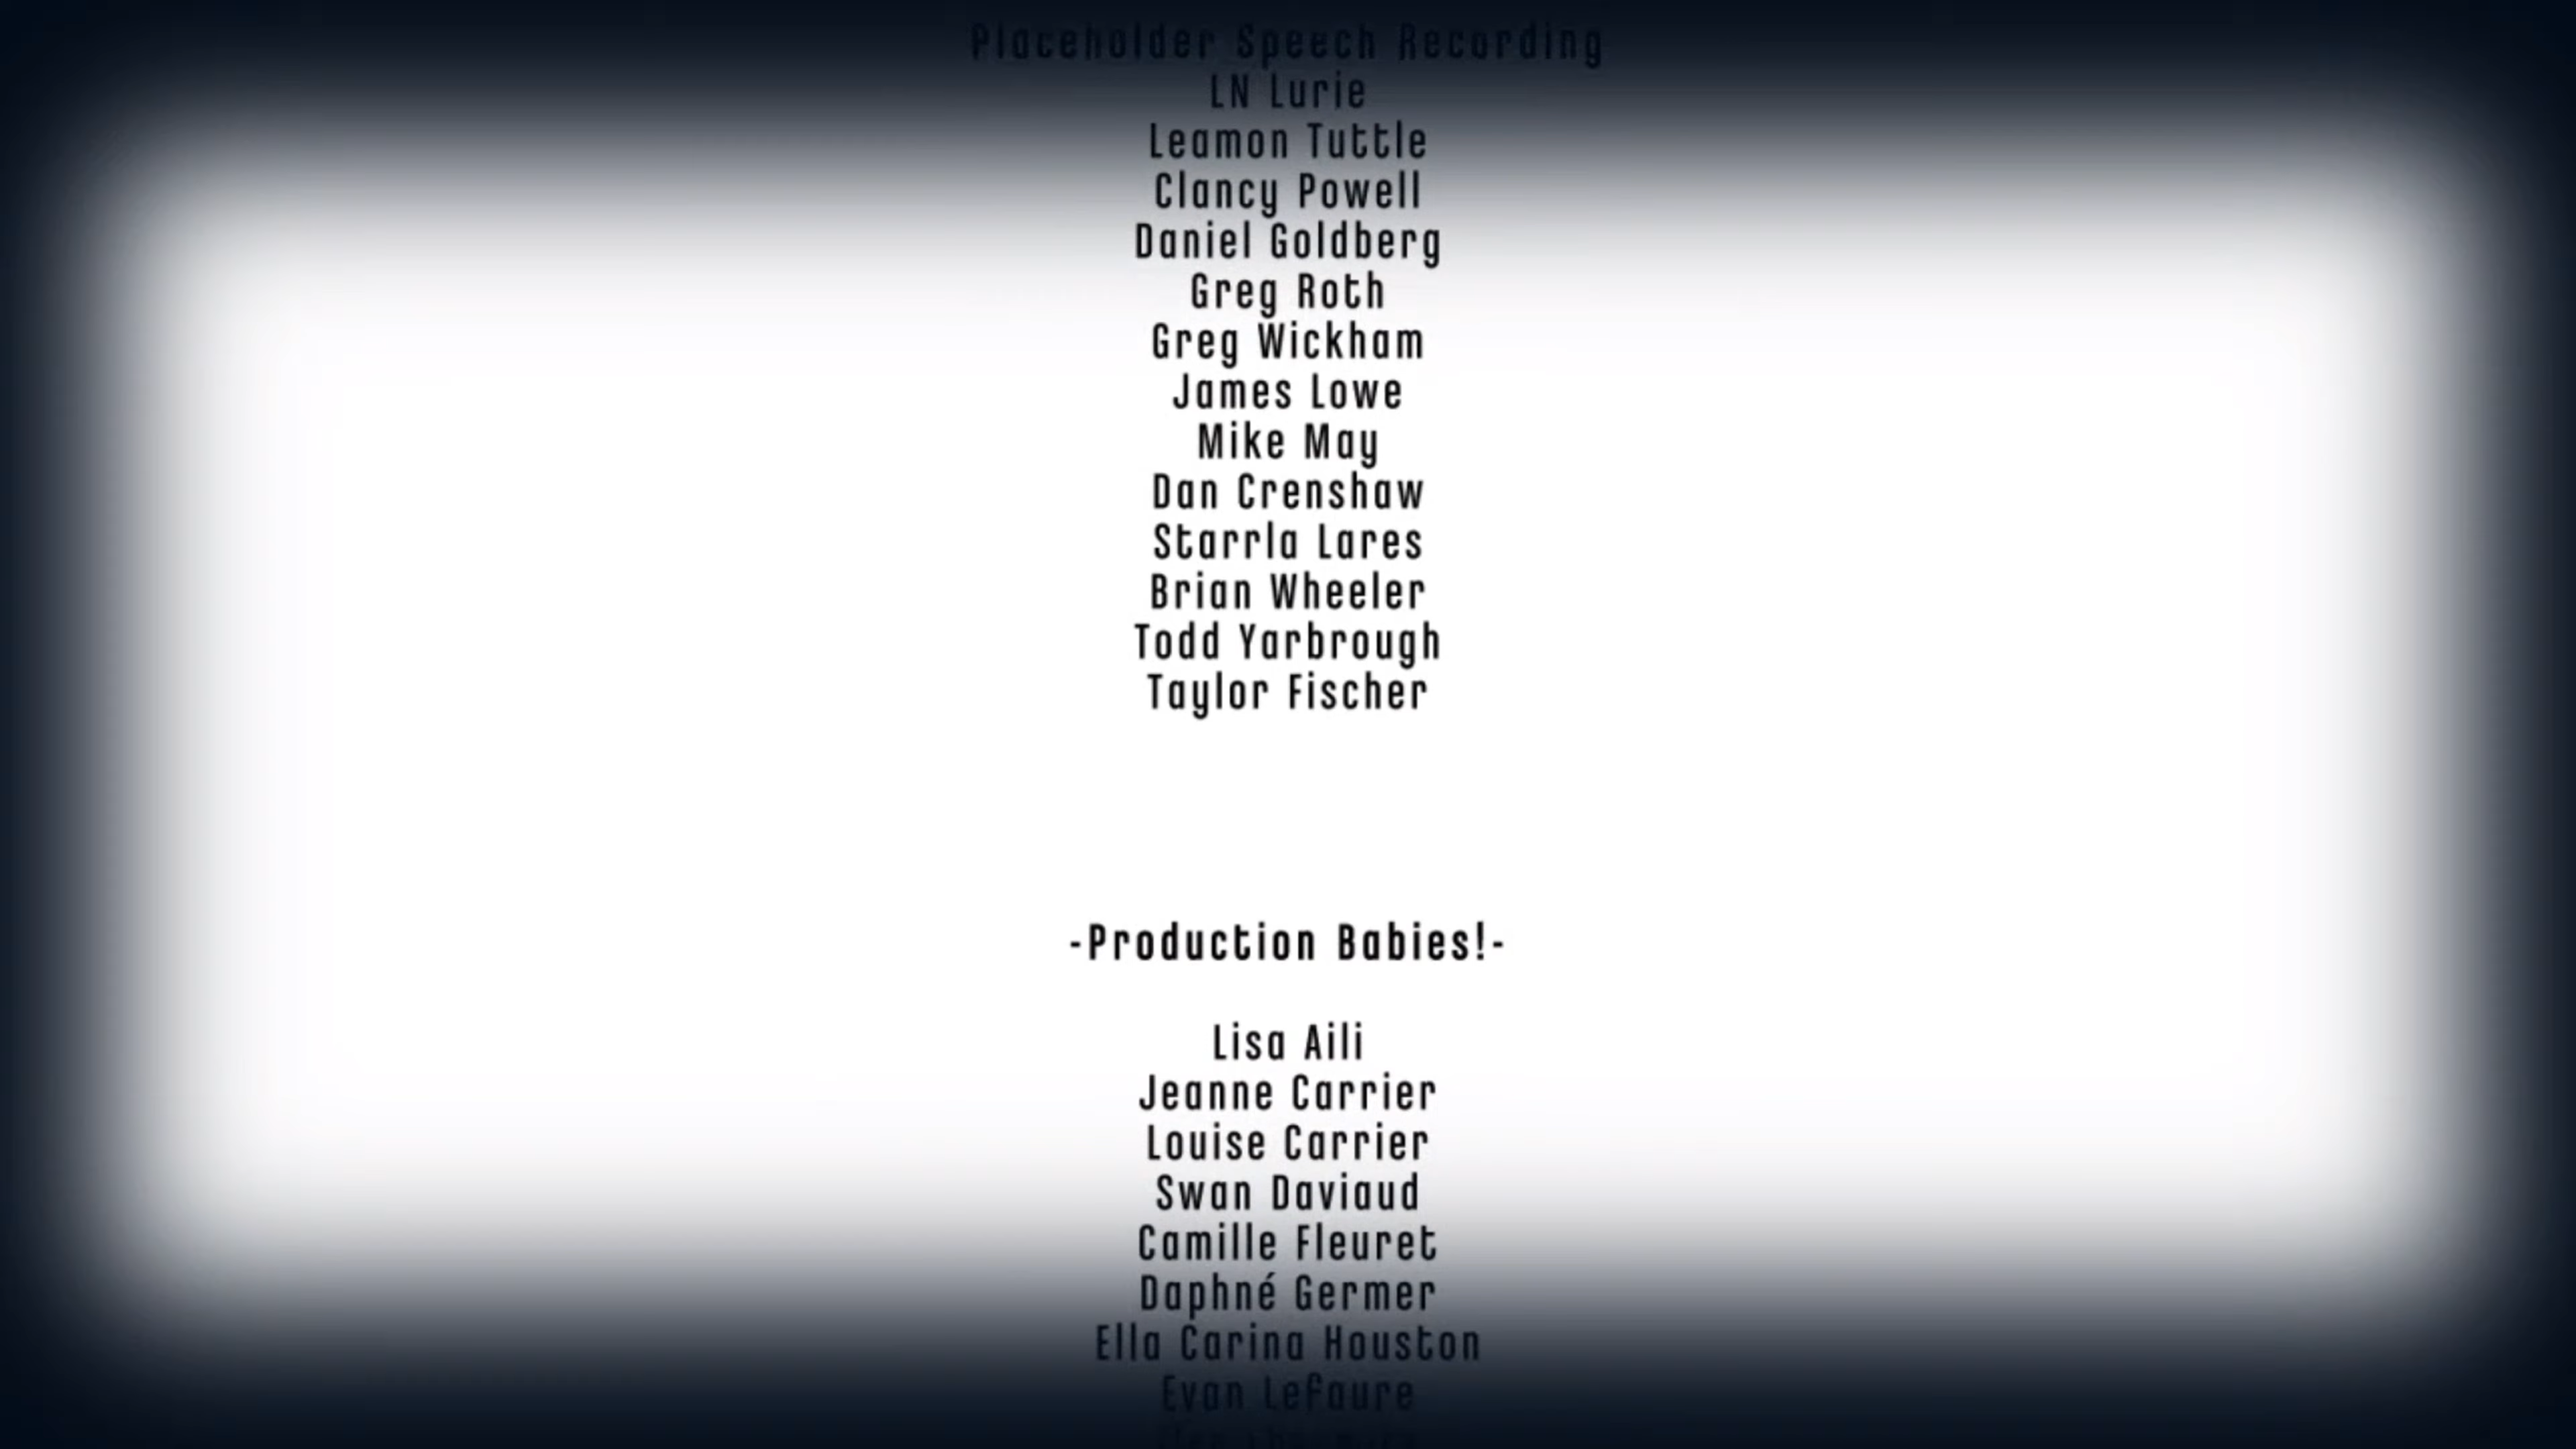 Placeholder Speech Recording
LN Lurie
Leamon Tuttle
Clancy Powell
Daniel Goldberg
Greg Roth
Greg Wickham
James Lowe
Mike May
Dan Crenshaw
Starrla Lares
Brian Wheeler
Todd Yarbrough
Taylor Fischer
-Production Babies!-
Lisa Aili
Jeanne Carrier
Louise Carrier
Swan Daviaud
Camille Fleuret
Daphné Germer
Ella Carina Houston
Evan Lefaure